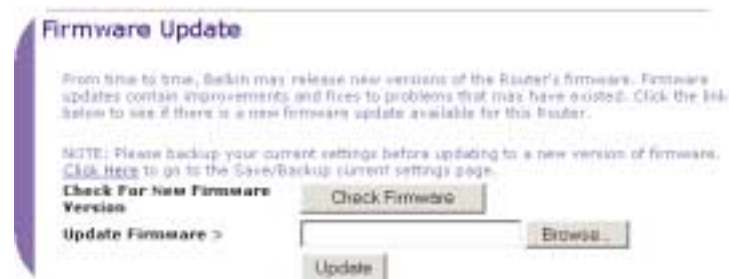 Firmware Update
From time to time, Belkin may release new versions of the Router's firmware. Firmware
updates contain improvements and fixes to problems that may have existed. Click the link
below to see if there is a new firmware update available for this Router.
NOTE: Please backup your current settings before updating to a new version of firmware.
Click Here to go to the Save/Backup current settings page.
Check For New Firmware
Version
Check Firmware
Update Firmware >
Browse...
Update